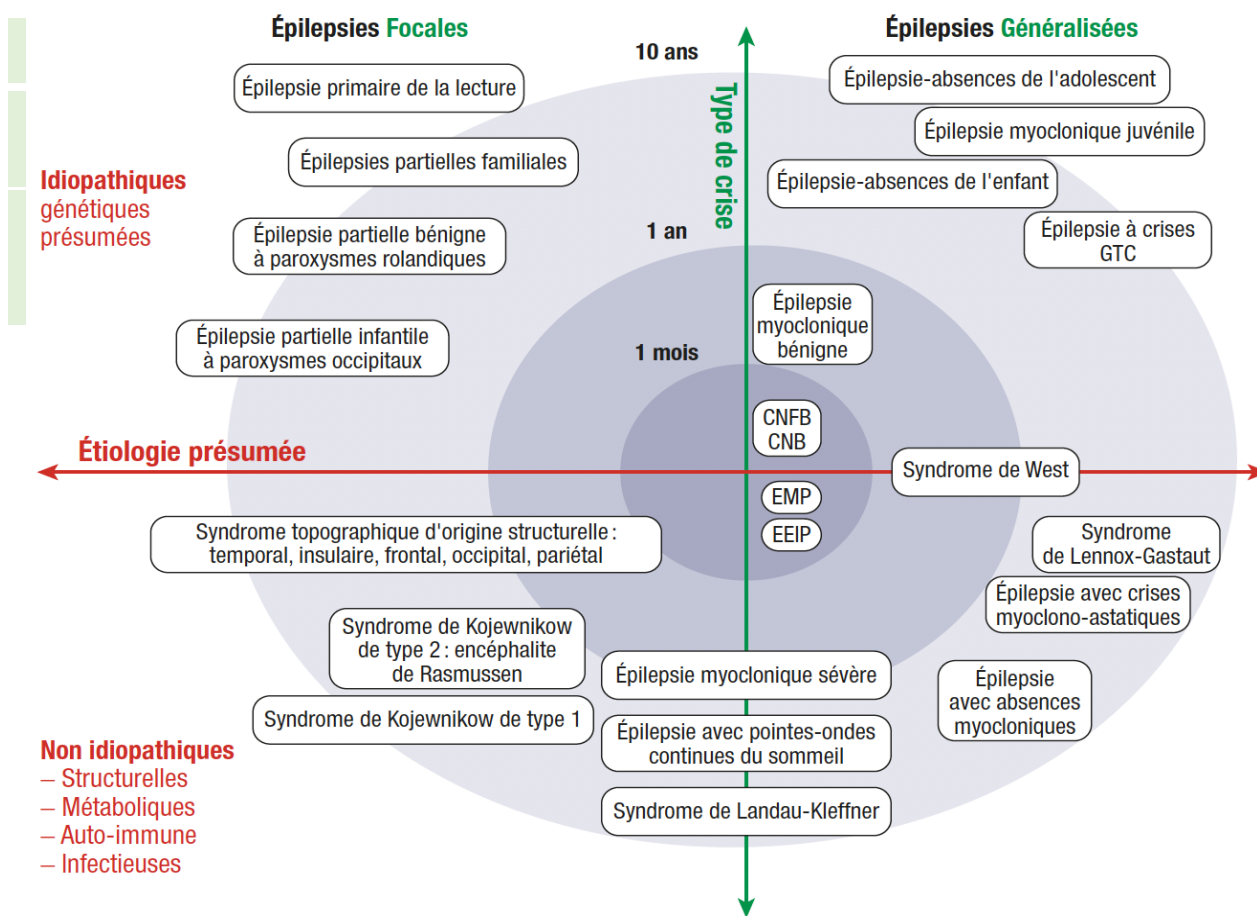 Épilepsies Focales
Épilepsies Généralisées
10 ans
Type de crise
Épilepsie primaire de la lecture
Épilepsie-absences de l'adolescent
Épilepsie myoclonique juvénile
Épilepsies partielles familiales
Épilepsie-absences de l'enfant
Idiopathiques
génétiques
présumées
1 an
Épilepsie partielle bénigne
à paroxysmes rolandiques
Épilepsie à crises
GTC
Épilepsie partielle infantile
à paroxysmes occipitaux
1 mois
Épilepsie
myoclonique
bénigne
CNFB
CNB
Étiologie présumée
Syndrome de West
EMP
EEIP
Syndrome topographique d'origine structurelle :
temporal, insulaire, frontal, occipital, pariétal
Syndrome
de Lennox-Gastaut
Épilepsie avec crises
myoclono-astatiques
Syndrome de Kojewnikow
de type 2 : encéphalite
de Rasmussen
Épilepsie myoclonique sévère
Épilepsie
avec absences
myocloniques
Syndrome de Kojewnikow de type 1
Épilepsie avec pointes-ondes
continues du sommeil
Syndrome de Landau-Kleffner
Non idiopathiques
– Structurelles
– Métaboliques
– Auto-immune
– Infectieuses